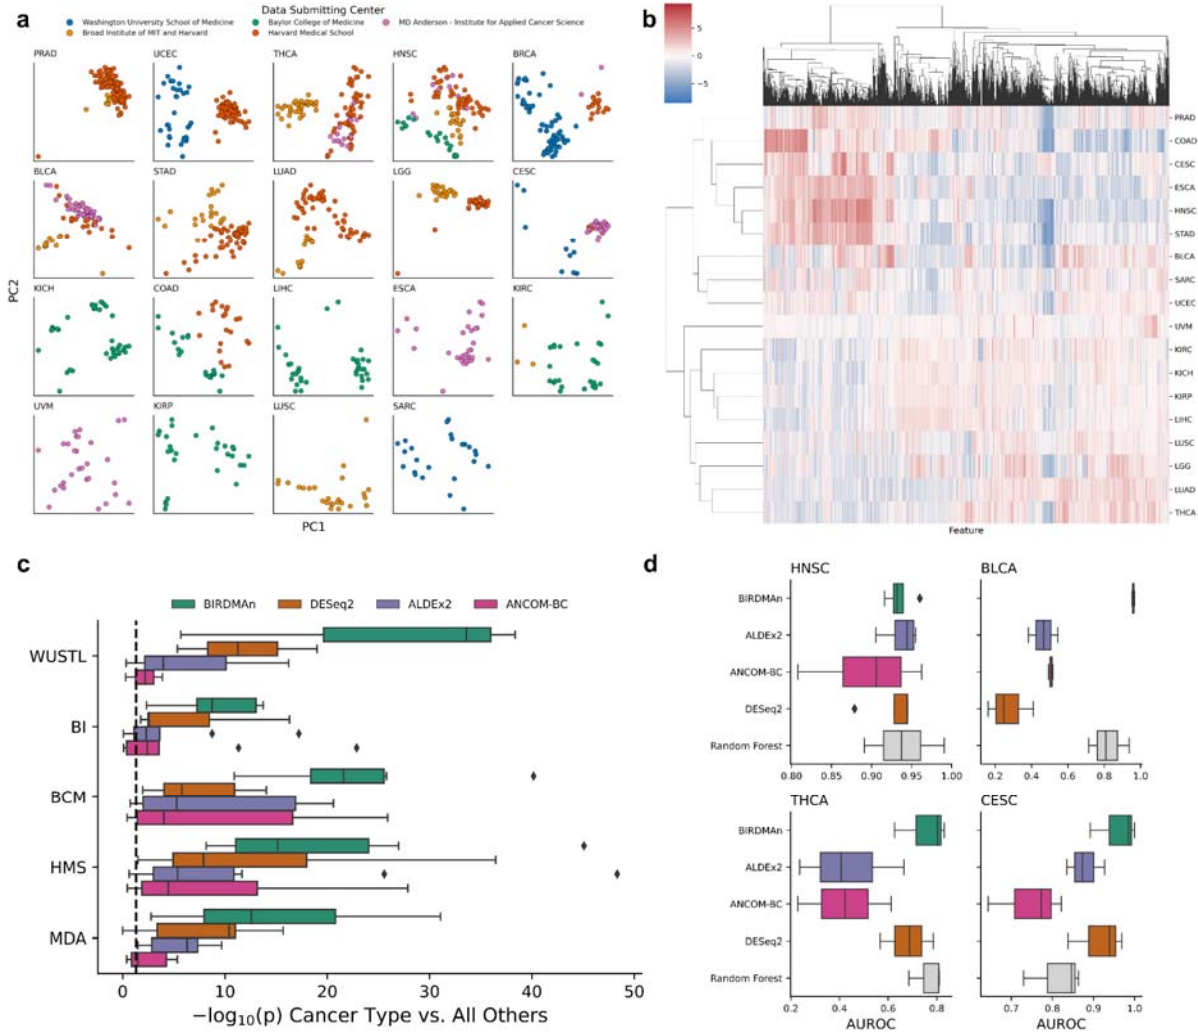 a
Data Submitting Center
Washington University School of Medicine
Baylor College of Medicine
MD Anderson - Institute for Applied Cancer Science
Broad Institute of MIT and Harvard
Harvard Medical School
PRAD
UCEC
THCA
HNSC
BRCA
BLCA
STAD
LUAD
LGG
CESC
KICH
COAD
LIHC
ESCA
KIRC
UVM
KIRP
LUSC
SARC
PC2
PC1
b
5
0
−5
PRAD
COAD
CESC
ESCA
HNSC
STAD
BLCA
SARC
UCEC
UVM
KIRC
KICH
KIRP
LIHC
LUSC
LGG
LUAD
THCA
Feature
c
BIRDMAn
DESeq2
ALDEx2
ANCOM-BC
WUSTL
BI
BCM
HMS
MDA
0 10 20 30 40 50
−log10(p) Cancer Type vs. All Others
d
HNSC
BIRDMAn
ALDEx2
ANCOM-BC
DESeq2
Random Forest
0.80 0.85 0.90 0.95 1.00
BLCA
0.2 0.4 0.6 0.8 1.0
THCA
BIRDMAn
ALDEx2
ANCOM-BC
DESeq2
Random Forest
0.2 0.4 0.6 0.8
AUROC
CESC
0.7 0.8 0.9 1.0
AUROC